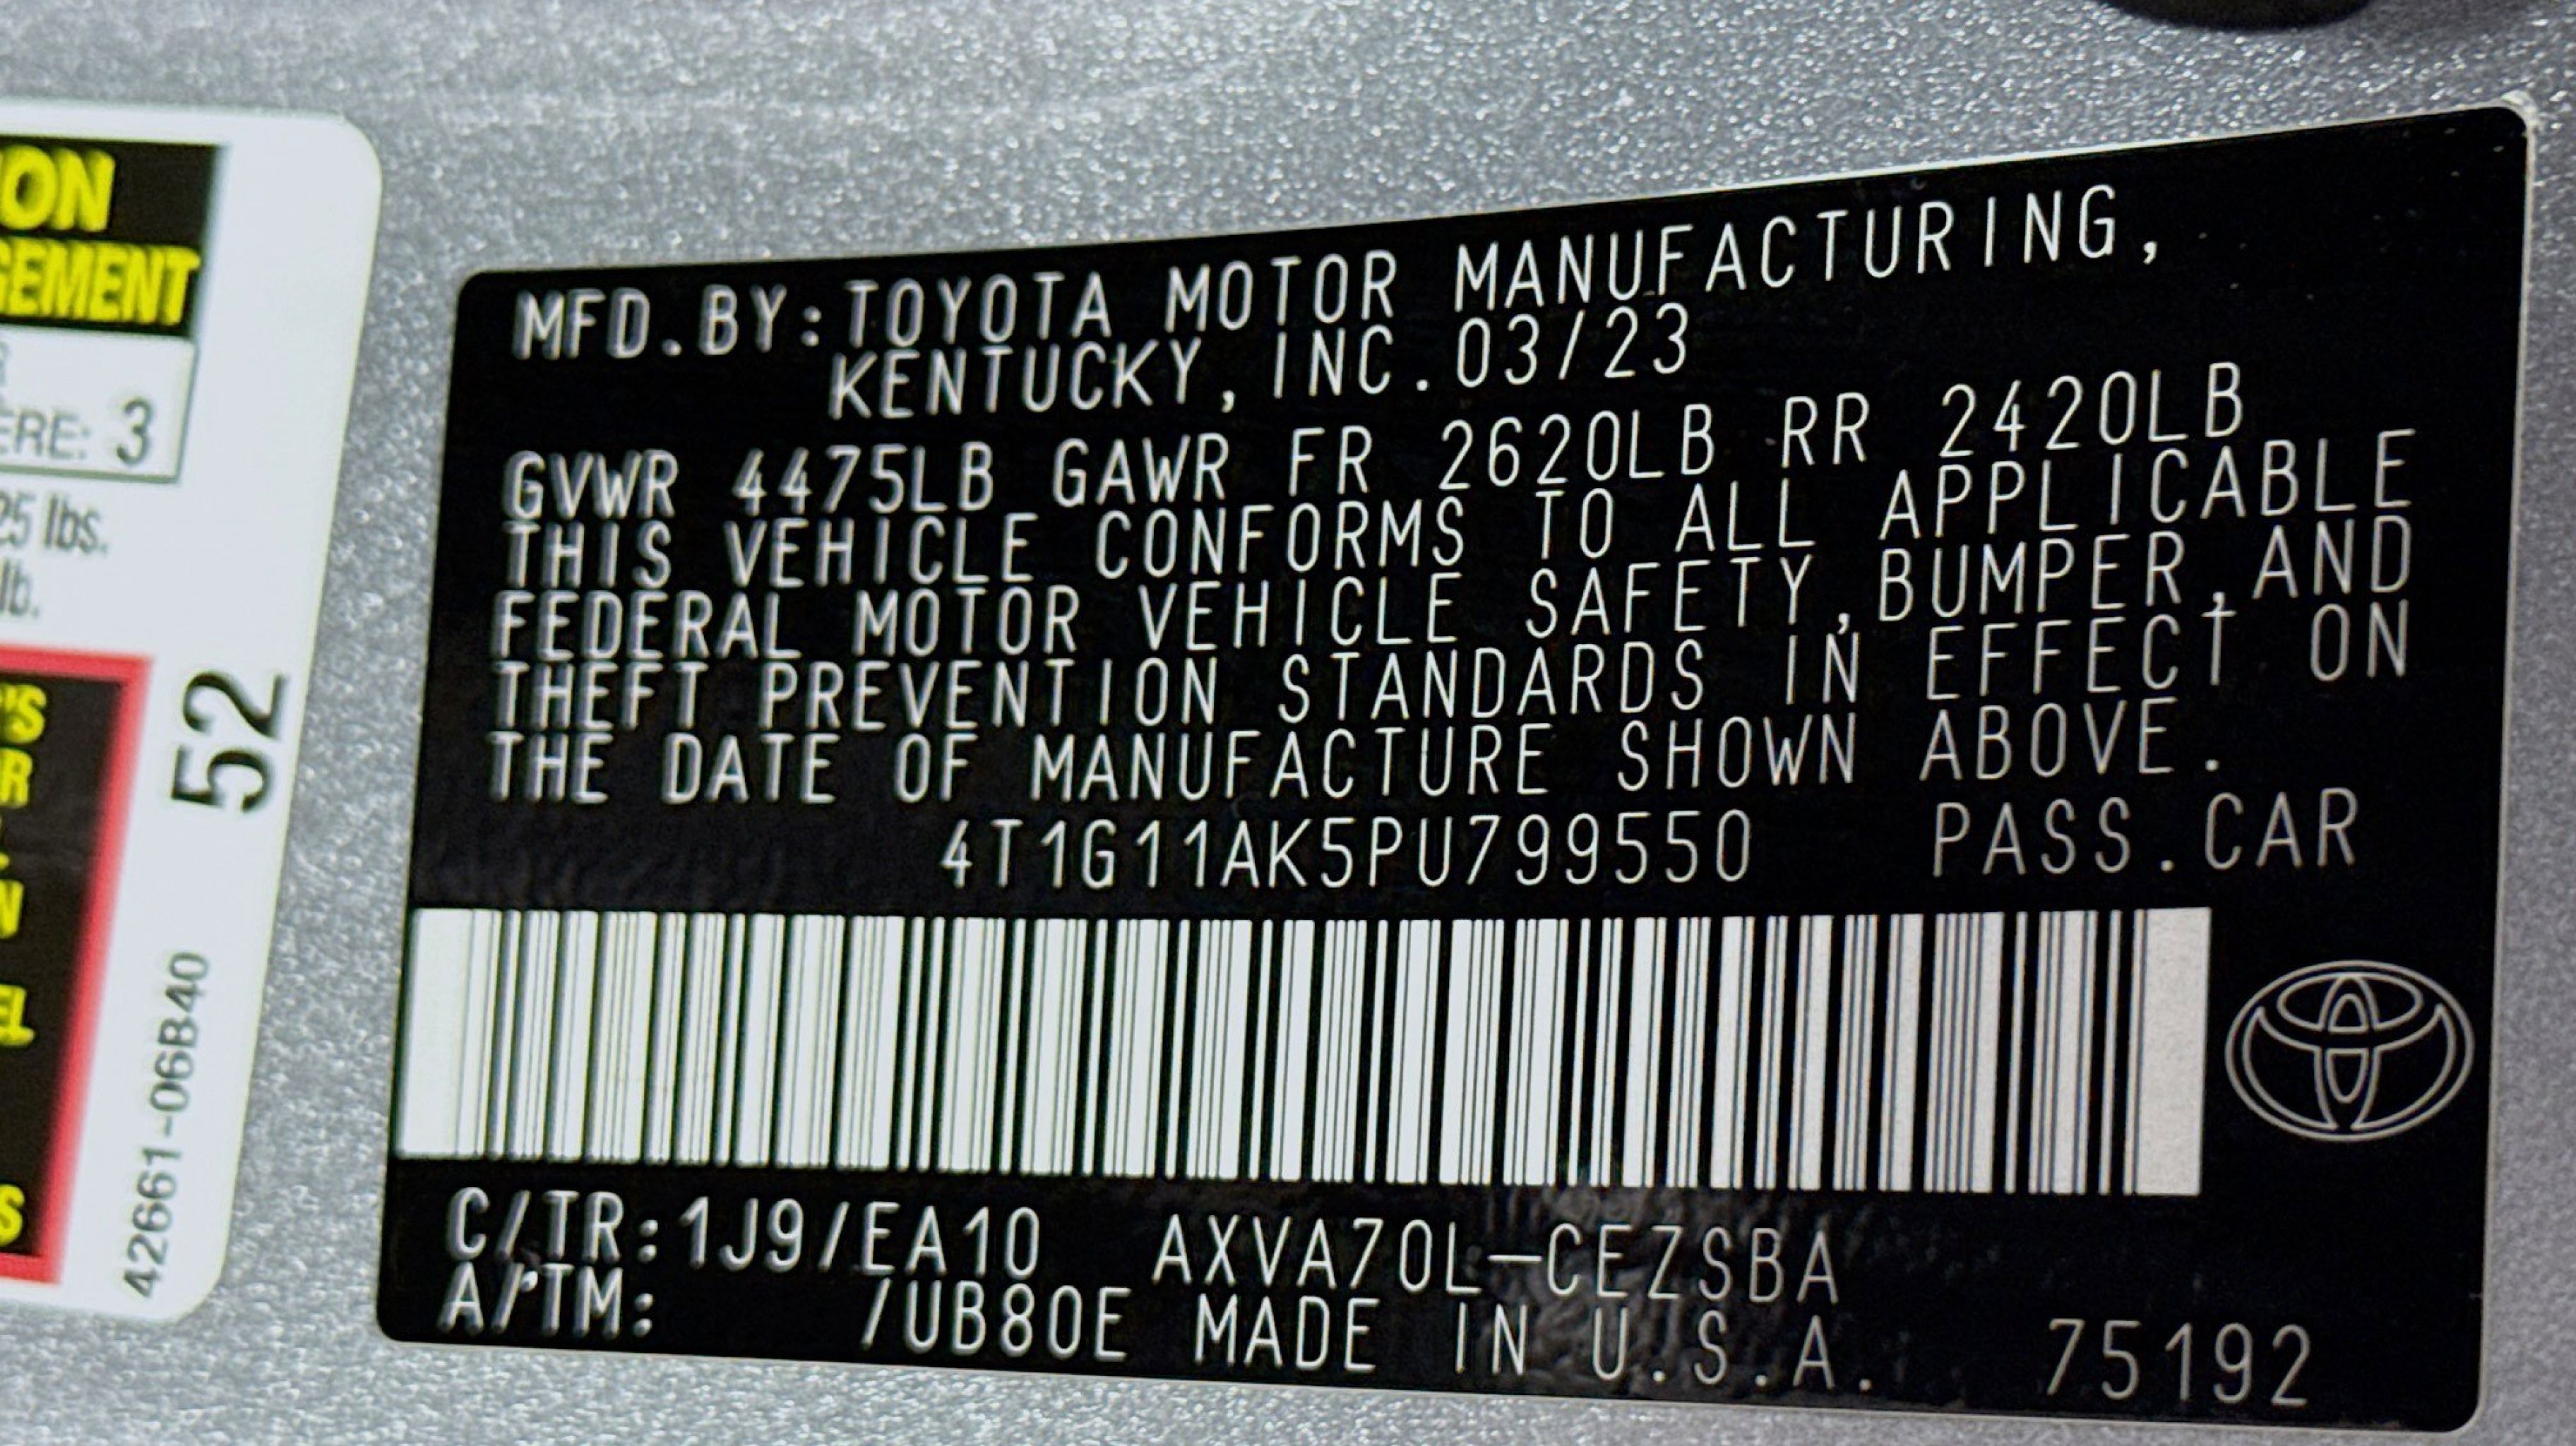 ON
GEMENT
ERE: 3
25 lbs.
lb.
'S
R
N
EL
S
52
42661-06B40
MFD.BY:TOYOTA MOTOR MANUFACTURING,
KENTUCKY, INC.03/23
GVWR 4475LB GAWR FR 2620LB RR 2420LB
THIS VEHICLE CONFORMS TO ALL APPLICABLE
FEDERAL MOTOR VEHICLE SAFETY,BUMPER,AND
THEFT PREVENTION STANDARDS IN EFFECT ON
THE DATE OF MANUFACTURE SHOWN ABOVE.
4T1G11AK5PU799550 PASS.CAR
C/TR:1J9/EA10 AXVA70L-CEZSBA
A/TM: /UB80E MADE IN U.S.A. 75192